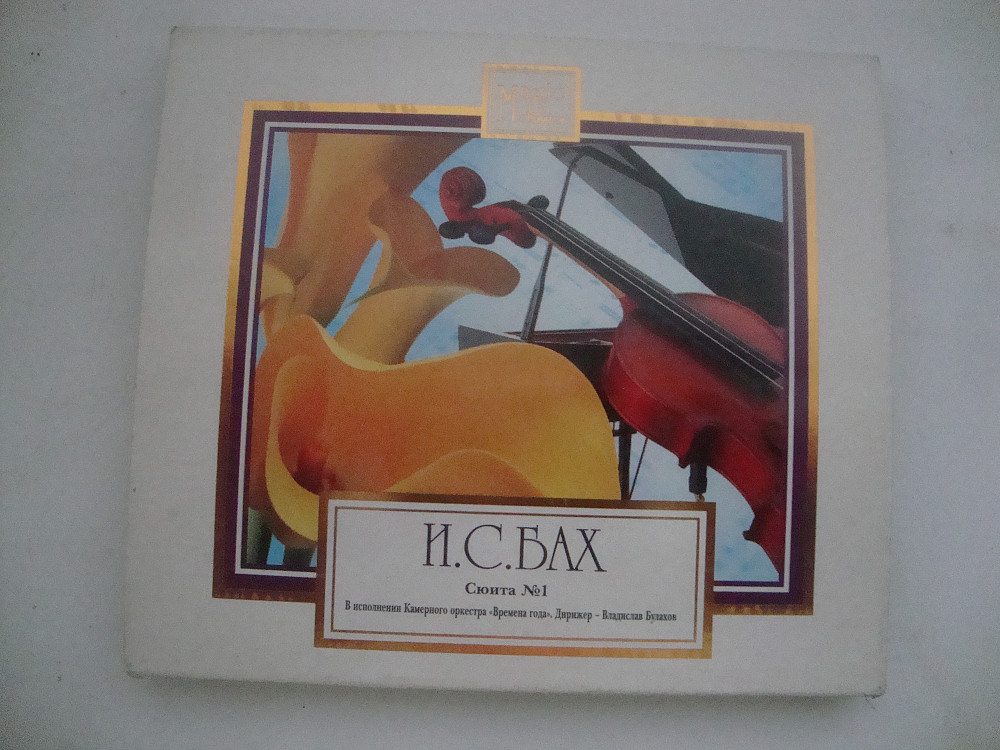 И.С.БАХ
Сюита №1
В исполнении Камерного оркестра «Времена года». Дирижер – Владислав Булахов